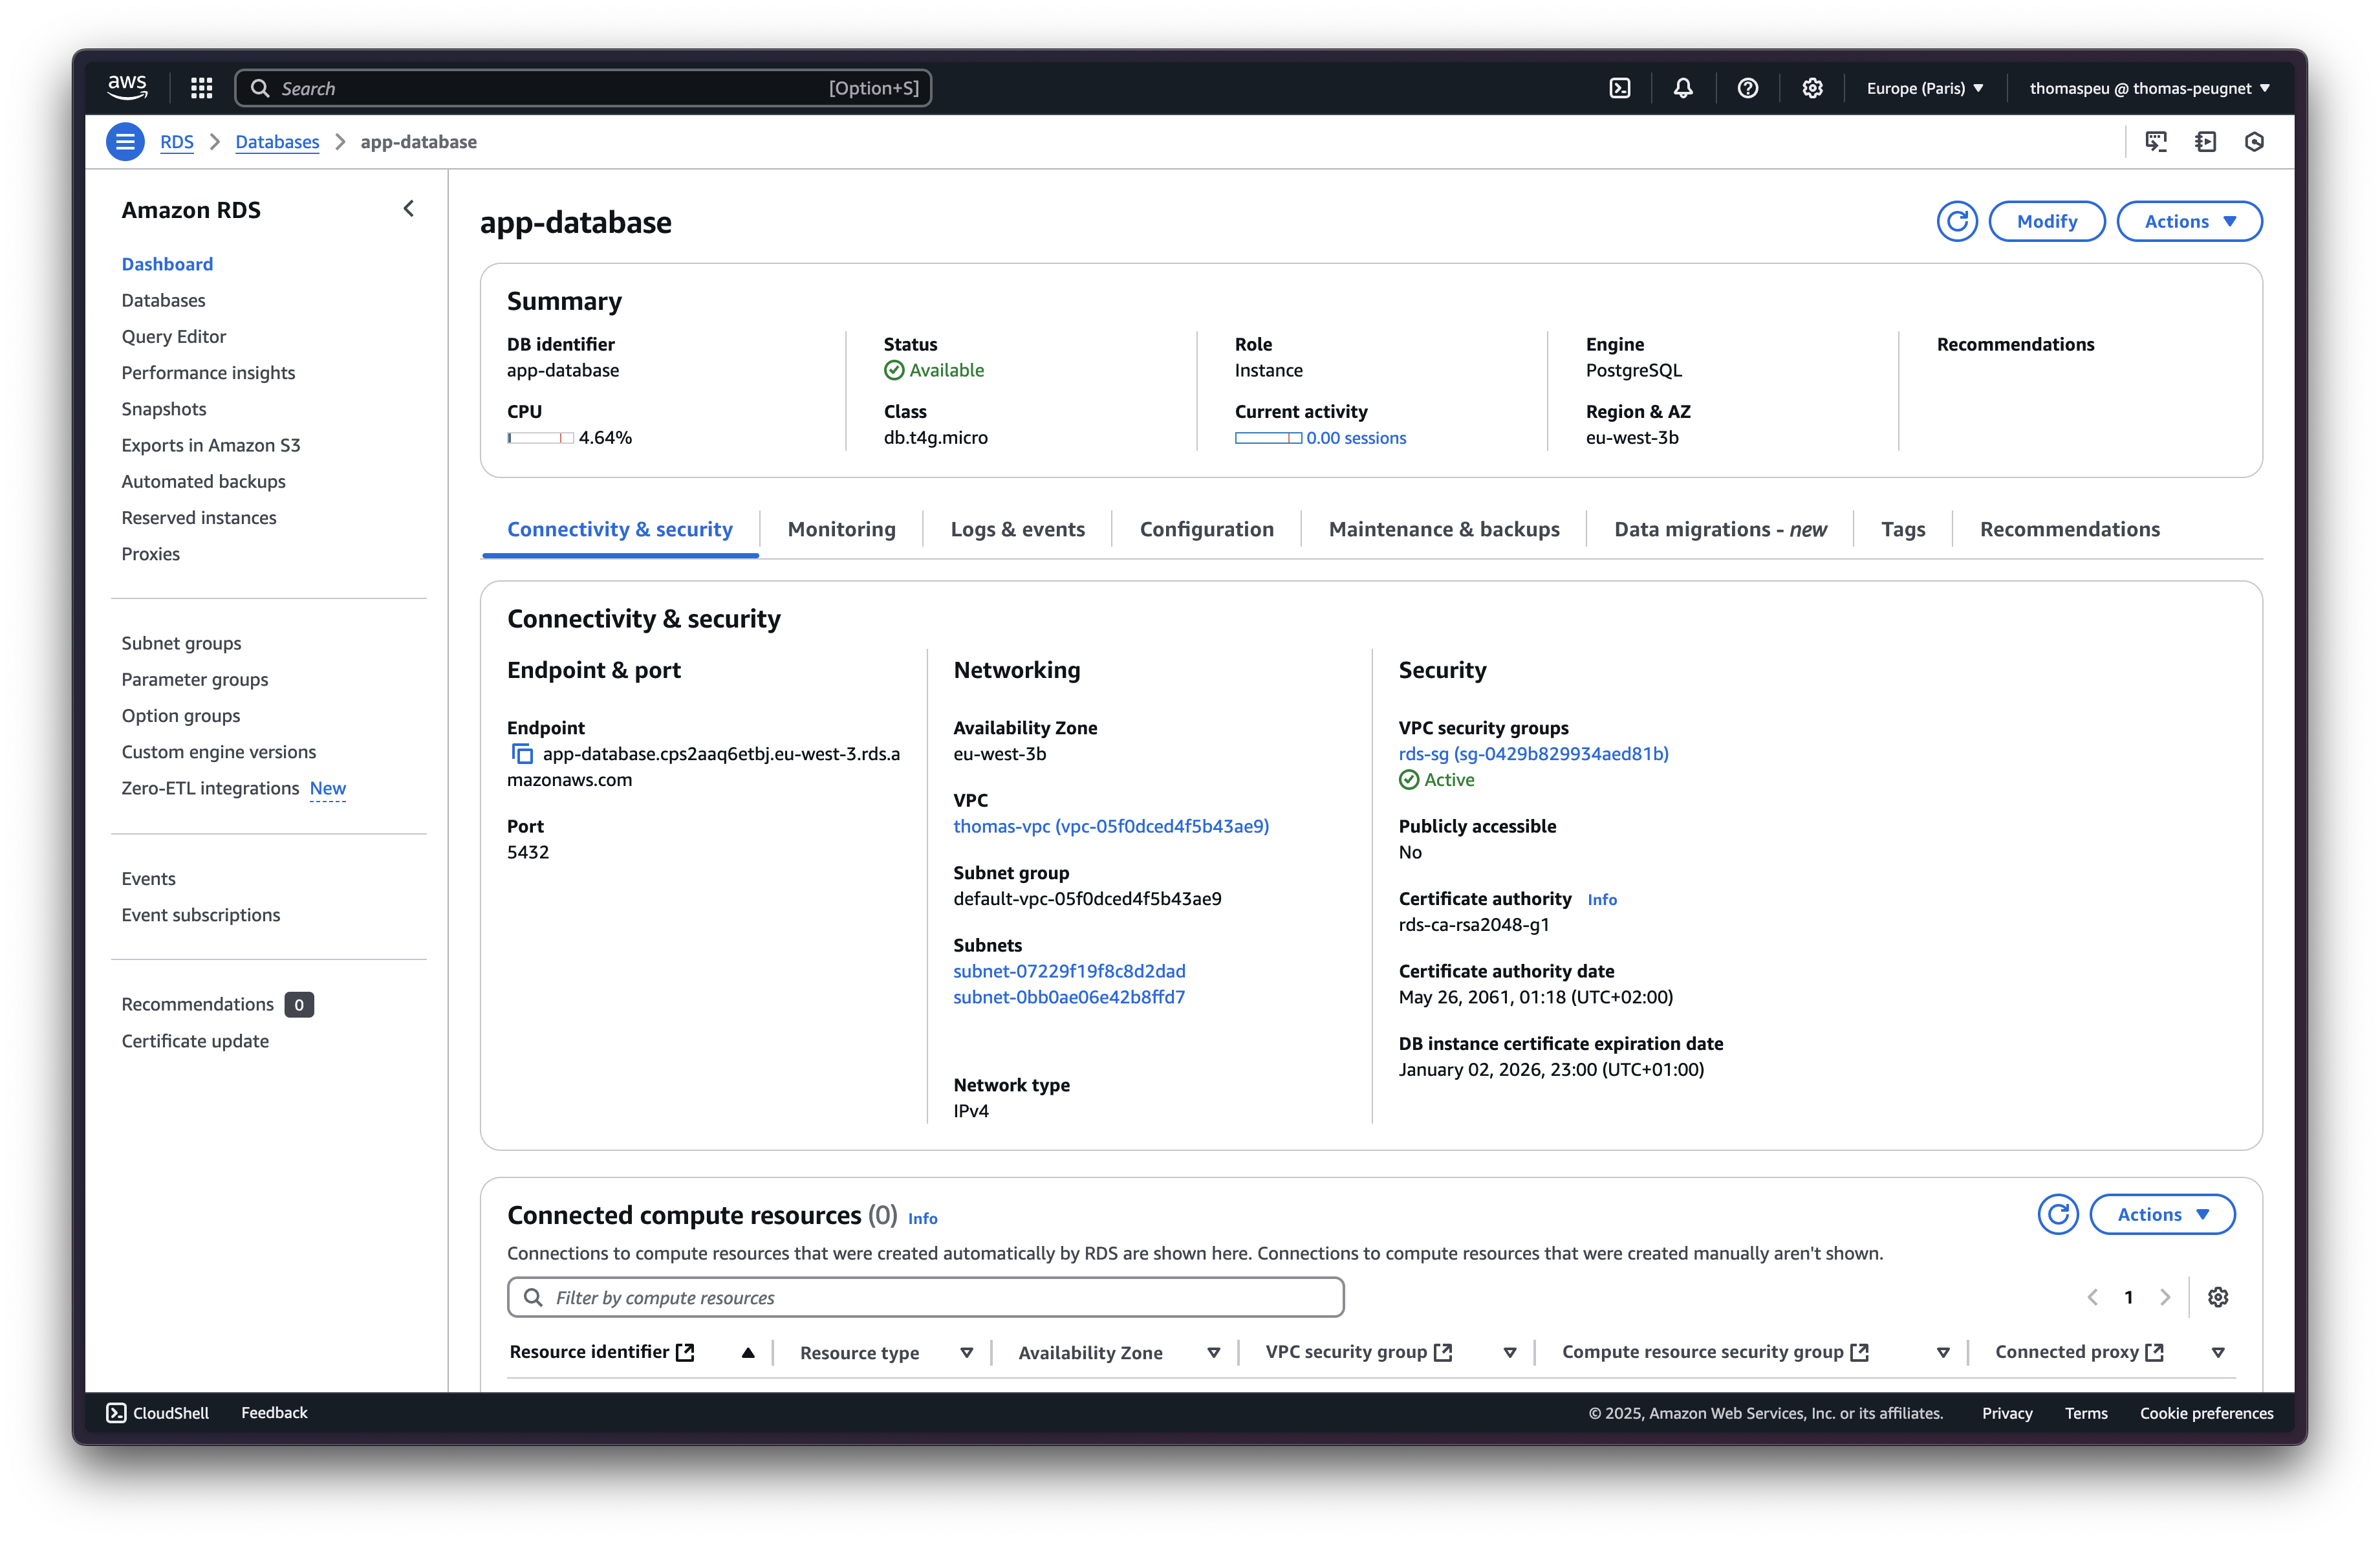 aws
Search
[Option+S]
Europe (Paris)
thomaspeu @ thomas-peugnet
RDS
Databases
app-database
Amazon RDS
Dashboard
Databases
Query Editor
Performance insights
Snapshots
Exports in Amazon S3
Automated backups
Reserved instances
Proxies
Subnet groups
Parameter groups
Option groups
Custom engine versions
Zero-ETL integrations New
Events
Event subscriptions
Recommendations 0
Certificate update
app-database
Modify
Actions
Summary
DB identifier
app-database
CPU
4.64%
Status
Available
Class
db.t4g.micro
Role
Instance
Current activity
0.00 sessions
Engine
PostgreSQL
Region & AZ
eu-west-3b
Recommendations
Connectivity & security
Monitoring
Logs & events
Configuration
Maintenance & backups
Data migrations - new
Tags
Recommendations
Connectivity & security
Endpoint & port
Endpoint
app-database.cps2aaq6etbj.eu-west-3.rds.a
mazonaws.com
Port
5432
Networking
Availability Zone
eu-west-3b
VPC
thomas-vpc (vpc-05f0dced4f5b43ae9)
Subnet group
default-vpc-05f0dced4f5b43ae9
Subnets
subnet-07229f19f8c8d2dad
subnet-0bb0ae06e42b8ffd7
Network type
IPv4
Security
VPC security groups
rds-sg (sg-0429b829934aed81b)
Active
Publicly accessible
No
Certificate authority Info
rds-ca-rsa2048-g1
Certificate authority date
May 26, 2061, 01:18 (UTC+02:00)
DB instance certificate expiration date
January 02, 2026, 23:00 (UTC+01:00)
Connected compute resources (0) Info
Actions
Connections to compute resources that were created automatically by RDS are shown here. Connections to compute resources that were created manually aren't shown.
Filter by compute resources
1
Resource identifier
Resource type
Availability Zone
VPC security group
Compute resource security group
Connected proxy
CloudShell
Feedback
© 2025, Amazon Web Services, Inc. or its affiliates.
Privacy
Terms
Cookie preferences